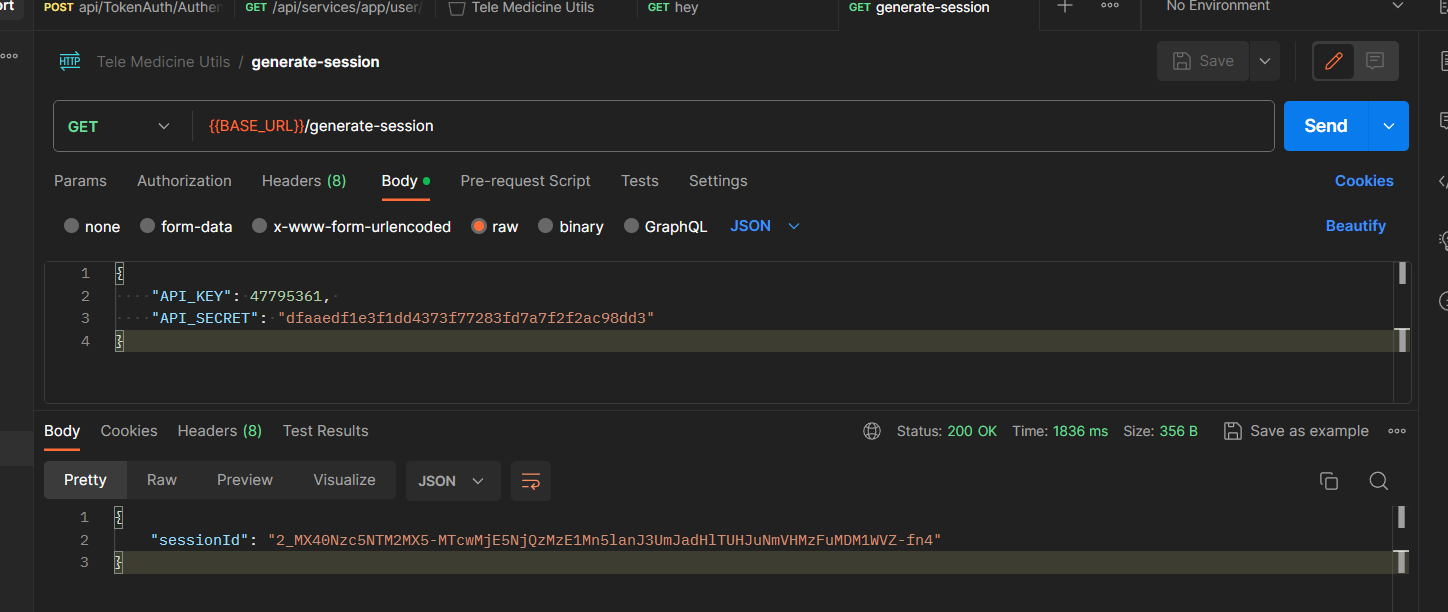 ort POST api/TokenAuth/Authen GET /api/services/app/user/ Tele Medicine Utils GET hey GET generate-session No Environment
HTTP Tele Medicine Utils / generate-session Save
GET {{BASE_URL}}/generate-session Send
Params Authorization Headers (8) Body Pre-request Script Tests Settings Cookies
none form-data x-www-form-urlencoded raw binary GraphQL JSON Beautify
1 {
2 "API_KEY": 47795361,
3 "API_SECRET": "dfaaedf1e3f1dd4373f77283fd7a7f2f2ac98dd3"
4 }
Body Cookies Headers (8) Test Results Status: 200 OK Time: 1836 ms Size: 356 B Save as example
Pretty Raw Preview Visualize JSON
1 {
2 "sessionId": "2_MX40Nzc5NTM2MX5-MTcwMjE5NjQzMzE1Mn5lanJ3UmJadHlTUHJuNmVHMzFuMDM1WVZ-fn4"
3 }